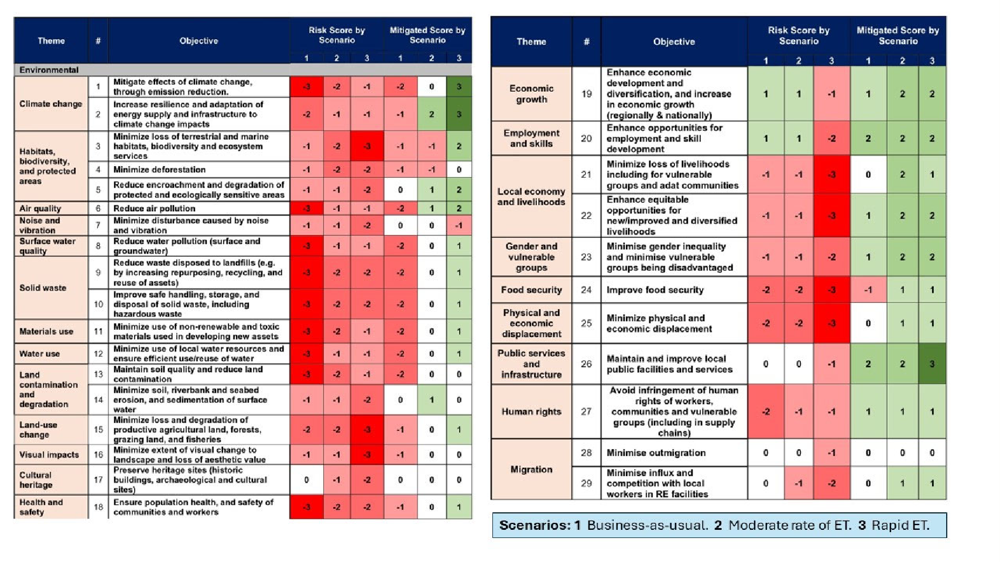 Theme # Objective Risk Score by Scenario Mitigated Score by Scenario
1 2 3 1 2 3
Environmental
Climate change
1 Mitigate effects of climate change,
through emission reduction.
-3 -2 -1 -2 0 3
2 Increase resilience and adaptation of
energy supply and infrastructure to
climate change impacts
-2 -1 -1 -1 2 3
Habitats,
biodiversity,
and protected
areas
3 Minimize loss of terrestrial and marine
habitats, biodiversity and ecosystem
services
-1 -2 -3 -1 -1 2
4 Minimize deforestation -1 -2 -2 -1 -1 0
5 Reduce encroachment and degradation of
protected and ecologically sensitive areas
-1 -1 -2 0 1 2
Air quality 6 Reduce air pollution -3 -1 -1 -2 1 2
Noise and
vibration
7 Minimize disturbance caused by noise
and vibration
-1 -1 -2 0 0 -1
Surface water
quality
8 Reduce water pollution (surface and
groundwater)
-3 -1 -1 -2 0 1
Solid waste
9 Reduce waste disposed to landfills (e.g.
by increasing repurposing, recycling, and
reuse of assets)
-3 -2 -2 -2 0 1
10 Improve safe handling, storage, and
disposal of solid waste, including
hazardous waste
-3 -2 -2 -2 0 1
Materials use
11 Minimize use of non-renewable and toxic
materials used in developing new assets
-3 -2 -1 -2 0 1
Water use
12 Minimize use of local water resources and
ensure efficient use/reuse of water
-3 -1 -1 -2 0 1
Land
contamination
and
degradation
13 Maintain soil quality and reduce land
contamination
-3 -2 -1 -2 0 0
14 Minimize soil, riverbank and seabed
erosion, and sedimentation of surface
water
-1 -1 -2 0 1 0
Land-use
change
15 Minimize loss and degradation of
productive agricultural land, forests,
grazing land, and fisheries
-2 -2 -3 -1 0 1
Visual impacts
16 Minimize extent of visual change to
landscape and loss of aesthetic value
-1 -1 -3 -1 0 0
Cultural
heritage
17 Preserve heritage sites (historic
buildings, archaeological and cultural
sites)
0 -1 -2 0 0 0
Health and
safety
18 Ensure population health, and safety of
communities and workers
-3 -2 -2 -1 0 1
Theme # Objective Risk Score by Scenario Mitigated Score by Scenario
1 2 3 1 2 3
Economic
growth
19 Enhance economic
development and
diversification, and increase
in economic growth
(regionally & nationally)
1 1 -1 1 2 2
Employment
and skills
20 Enhance opportunities for
employment and skill
development
1 1 -2 2 2 2
Local economy
and livelihoods
21 Minimize loss of livelihoods
including for vulnerable
groups and adat communities
-1 -1 -3 0 2 1
22 Enhance equitable
opportunities for
new/improved and diversified
livelihoods
-1 -1 -3 1 2 2
Gender and
vulnerable
groups
23 Minimise gender inequality
and minimise vulnerable
groups being disadvantaged
-1 -1 -2 1 2 2
Food security 24 Improve food security -2 -2 -3 -1 1 1
Physical and
economic
displacement
25 Minimize physical and
economic displacement
-2 -2 -3 0 1 1
Public services
and
infrastructure
26 Maintain and improve local
public facilities and services
0 0 -1 2 2 3
Human rights
27 Avoid infringement of human
rights of workers,
communities and vulnerable
groups (including in supply
chains)
-2 -1 -1 1 1 1
Migration
28 Minimise outmigration 0 0 -1 0 0 0
29 Minimise influx and
competition with local
workers in RE facilities
0 -1 -2 0 1 1
Scenarios: 1 Business-as-usual. 2 Moderate rate of ET. 3 Rapid ET.